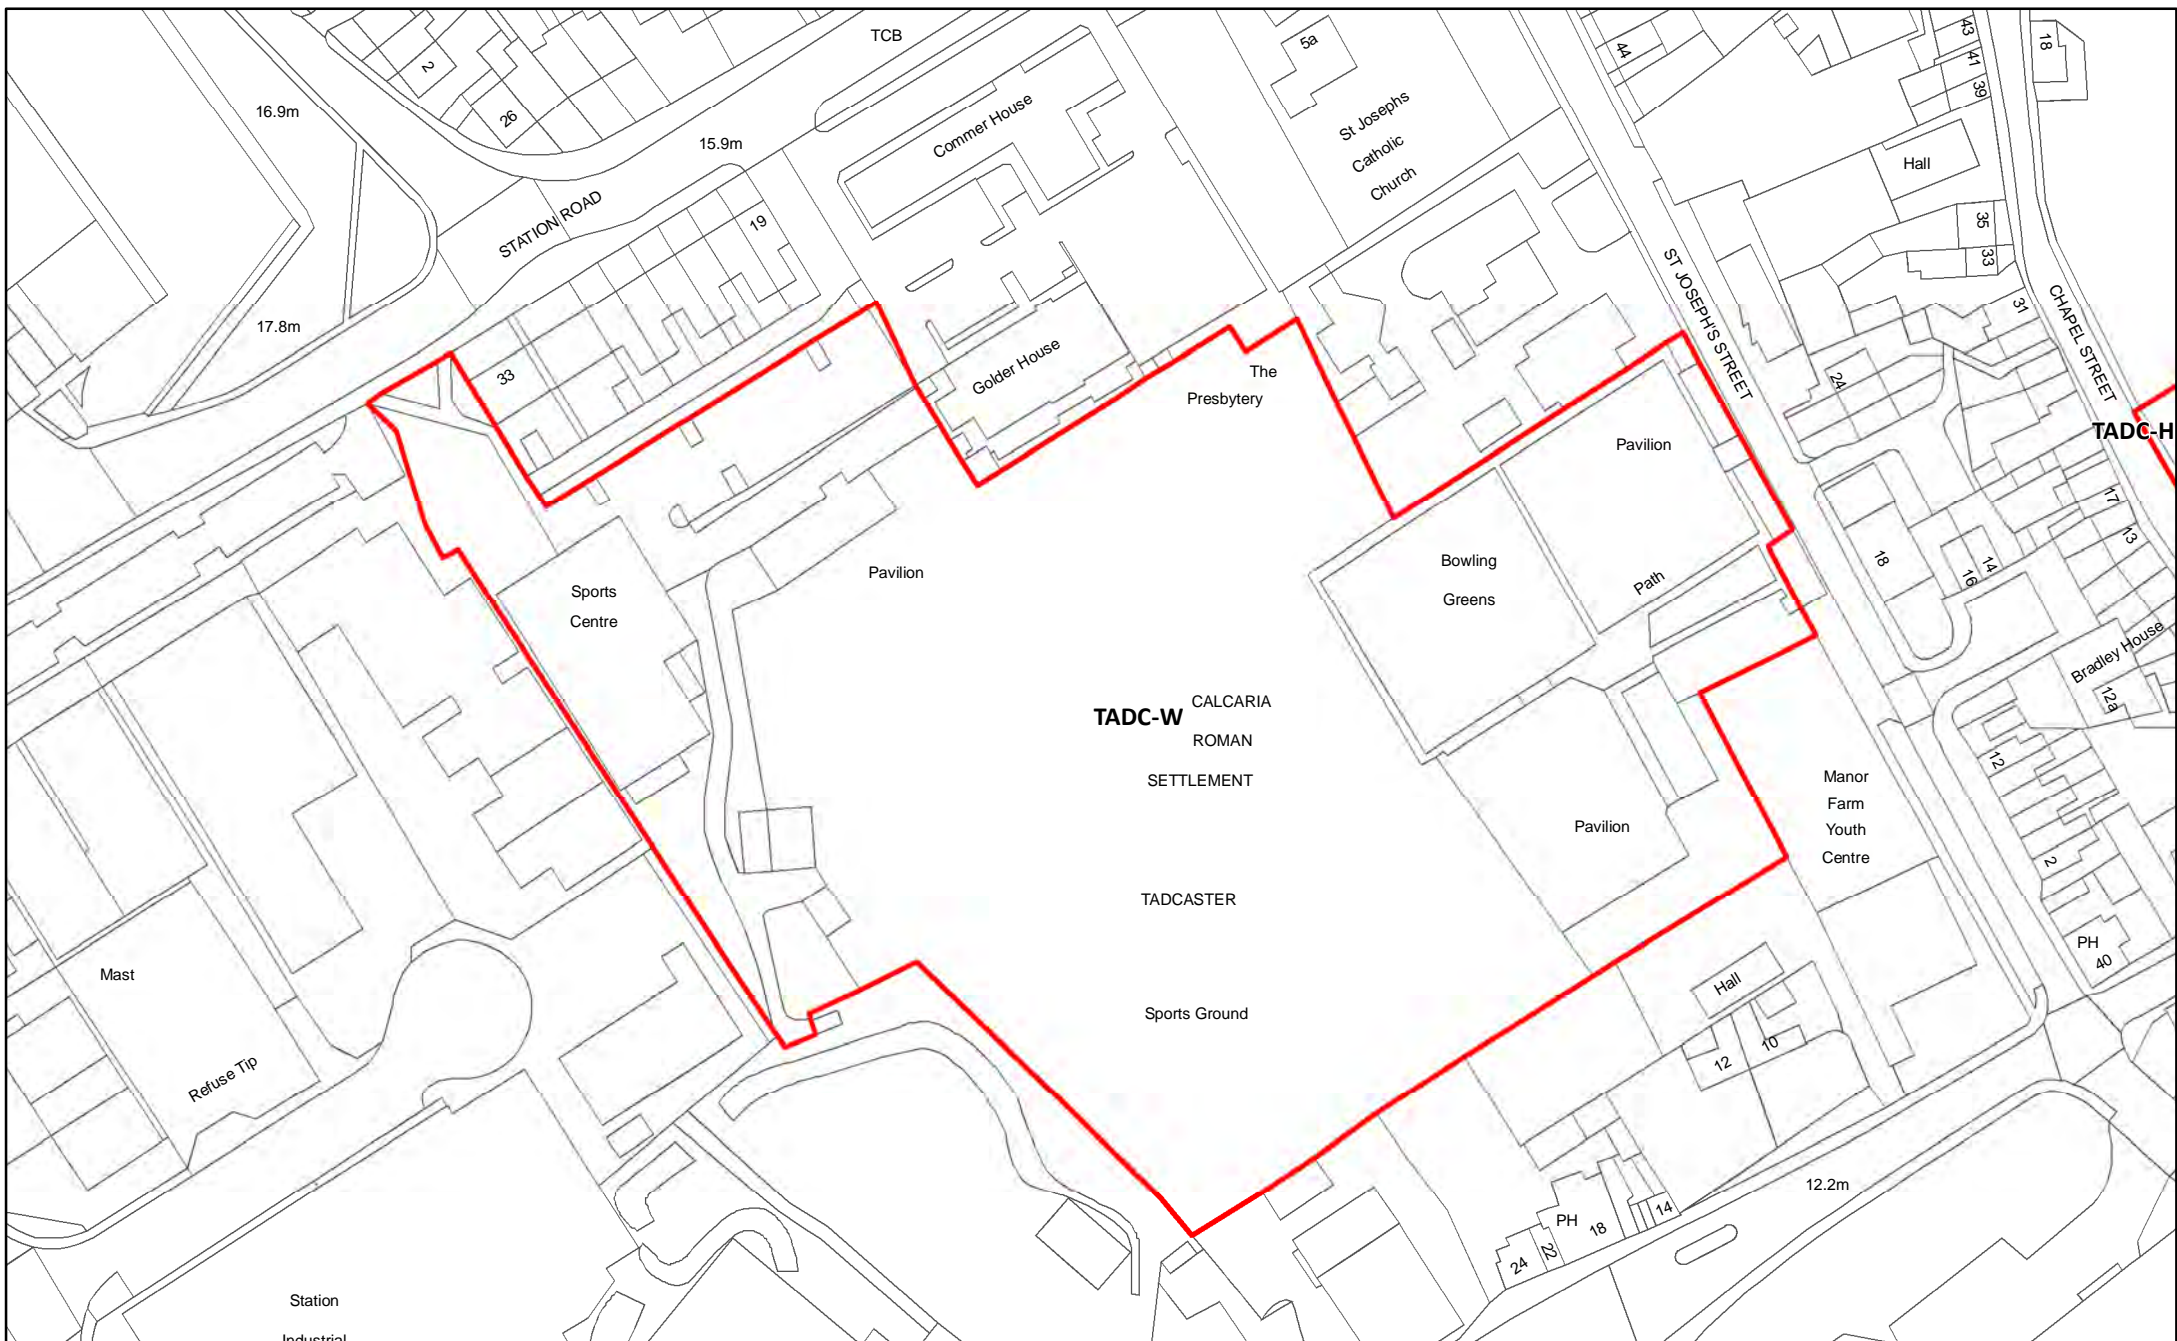 TCB
2
26
16.9m
15.9m
STATION ROAD
17.8m
19
33
Commer House
5a
St Josephs
Catholic
Church
44
43
41
39
18
Hall
35
33
31
ST JOSEPH'S STREET
CHAPEL STREET
24
TADC-H
Golder House
The
Presbytery
Pavilion
Bowling
Greens
Path
Pavilion
Sports
Centre
17
13
18
16
14
Bradley House
12a
TADC-W
CALCARIA
ROMAN
SETTLEMENT
Manor
Farm
Youth
Centre
Pavilion
12
2
PH
40
TADCASTER
Sports Ground
Hall
12
10
Mast
Refuse Tip
12.2m
PH
18
14
22
24
Station
Industrial